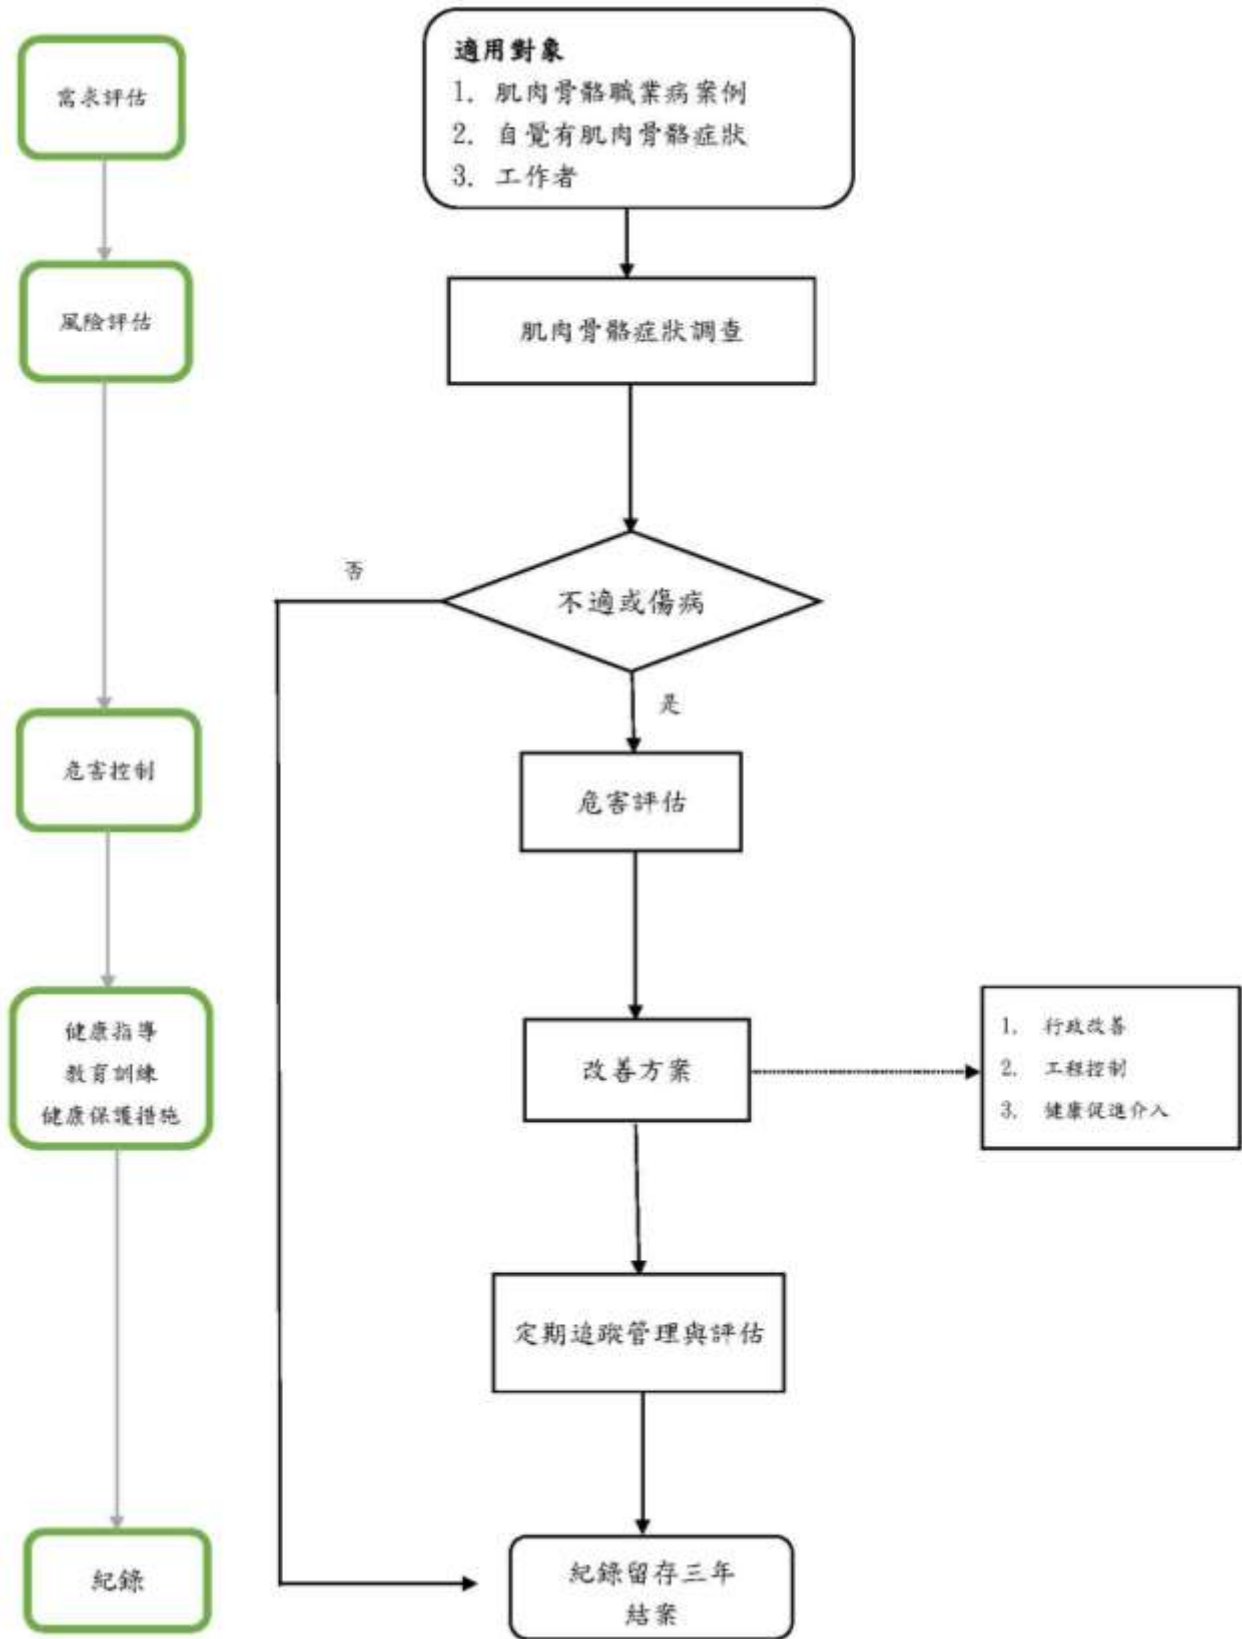 需求評估
風險評估
危害控制
健康指導
教育訓練
健康保護措施
紀錄
適用對象
1. 肌肉骨骼職業病案例
2. 自覺有肌肉骨骼症狀
3. 工作者
肌肉骨骼症狀調查
不適或傷病
否
是
危害評估
改善方案
1. 行政改善
2. 工程控制
3. 健康促進介入
定期追蹤管理與評估
紀錄留存三年
結案